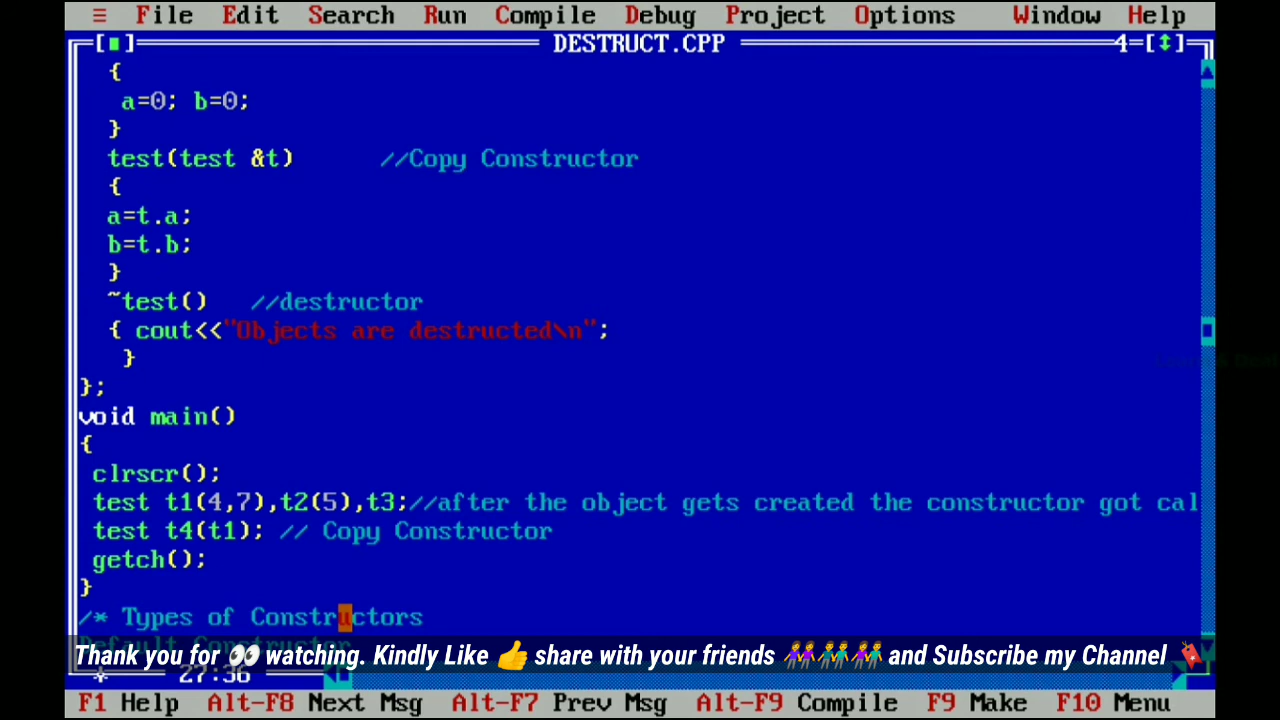 ≡ File Edit Search Run Compile Debug Project Options Window Help
[■] DESTRUCT.CPP 4=[↕]
{
a=0; b=0;
}
test(test &t) //Copy Constructor
{
a=t.a;
b=t.b;
}
~test() //destructor
{ cout<<"Objects are destructed\n";
}
};
void main()
{
clrscr();
test t1(4,7),t2(5),t3;//after the object gets created the constructor got cal
test t4(t1); // Copy Constructor
getch();
}
/* Types of Constructors
Default Constructor
Thank you for 👀 watching. Kindly Like 👍 share with your friends 👭👬👫 and Subscribe my Channel 🔖
* 27:36
F1 Help Alt-F8 Next Msg Alt-F7 Prev Msg Alt-F9 Compile F9 Make F10 Menu